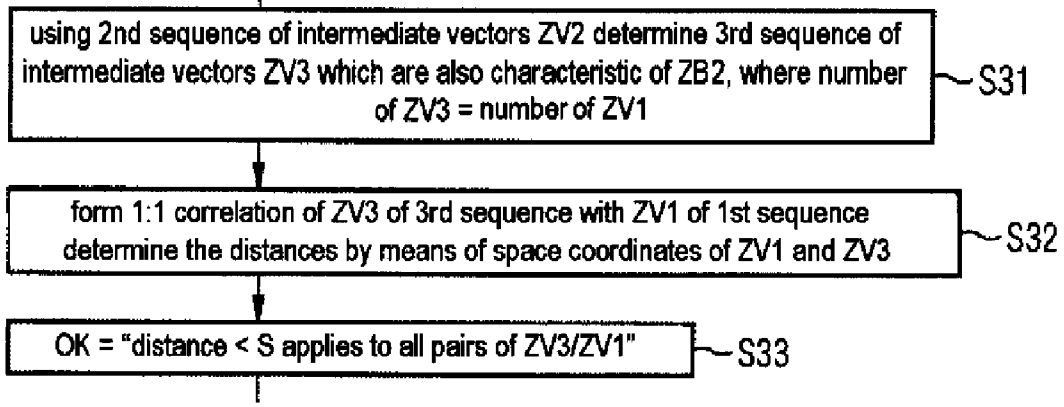 using 2nd sequence of intermediate vectors ZV2 determine 3rd sequence of
intermediate vectors ZV3 which are also characteristic of ZB2, where number
of ZV3 = number of ZV1
S31
form 1:1 correlation of ZV3 of 3rd sequence with ZV1 of 1st sequence
determine the distances by means of space coordinates of ZV1 and ZV3
S32
OK = "distance < S applies to all pairs of ZV3/ZV1"
S33